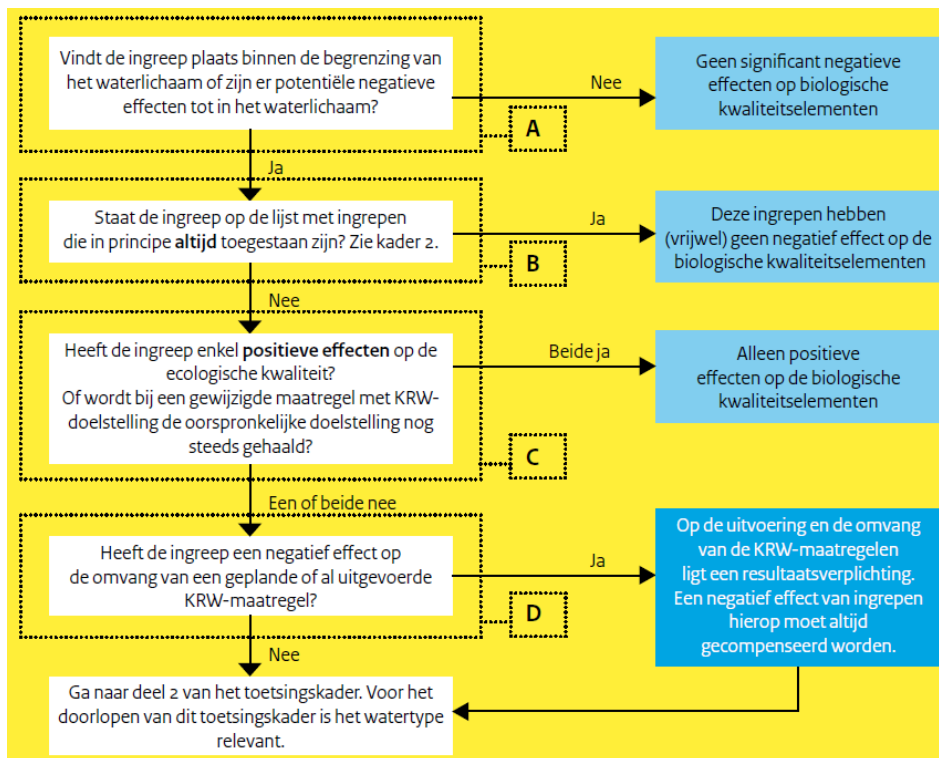 Vindt de ingreep plaats binnen de begrenzing van
het waterlichaam of zijn er potentiële negatieve
effecten tot in het waterlichaam?
Nee
Geen significant negatieve
effecten op biologische
kwaliteitselementen
A
Ja
Staat de ingreep op de lijst met ingrepen
die in principe altijd toegestaan zijn? Zie kader 2.
Ja
Deze ingrepen hebben
(vrijwel) geen negatief effect op de
biologische kwaliteitselementen
B
Nee
Heeft de ingreep enkel positieve effecten op de
ecologische kwaliteit?
Of wordt bij een gewijzigde maatregel met KRW-
doelstelling de oorspronkelijke doelstelling nog
steeds gehaald?
Beide ja
Alleen positieve
effecten op de biologische
kwaliteitselementen
C
Een of beide nee
Heeft de ingreep een negatief effect op
de omvang van een geplande of al uitgevoerde
KRW-maatregel?
Ja
Op de uitvoering en de omvang
van de KRW-maatregelen
ligt een resultaatsverplichting.
Een negatief effect van ingrepen
hierop moet altijd
gecompenseerd worden.
D
Nee
Ga naar deel 2 van het toetsingskader. Voor het
doorlopen van dit toetsingskader is het watertype
relevant.